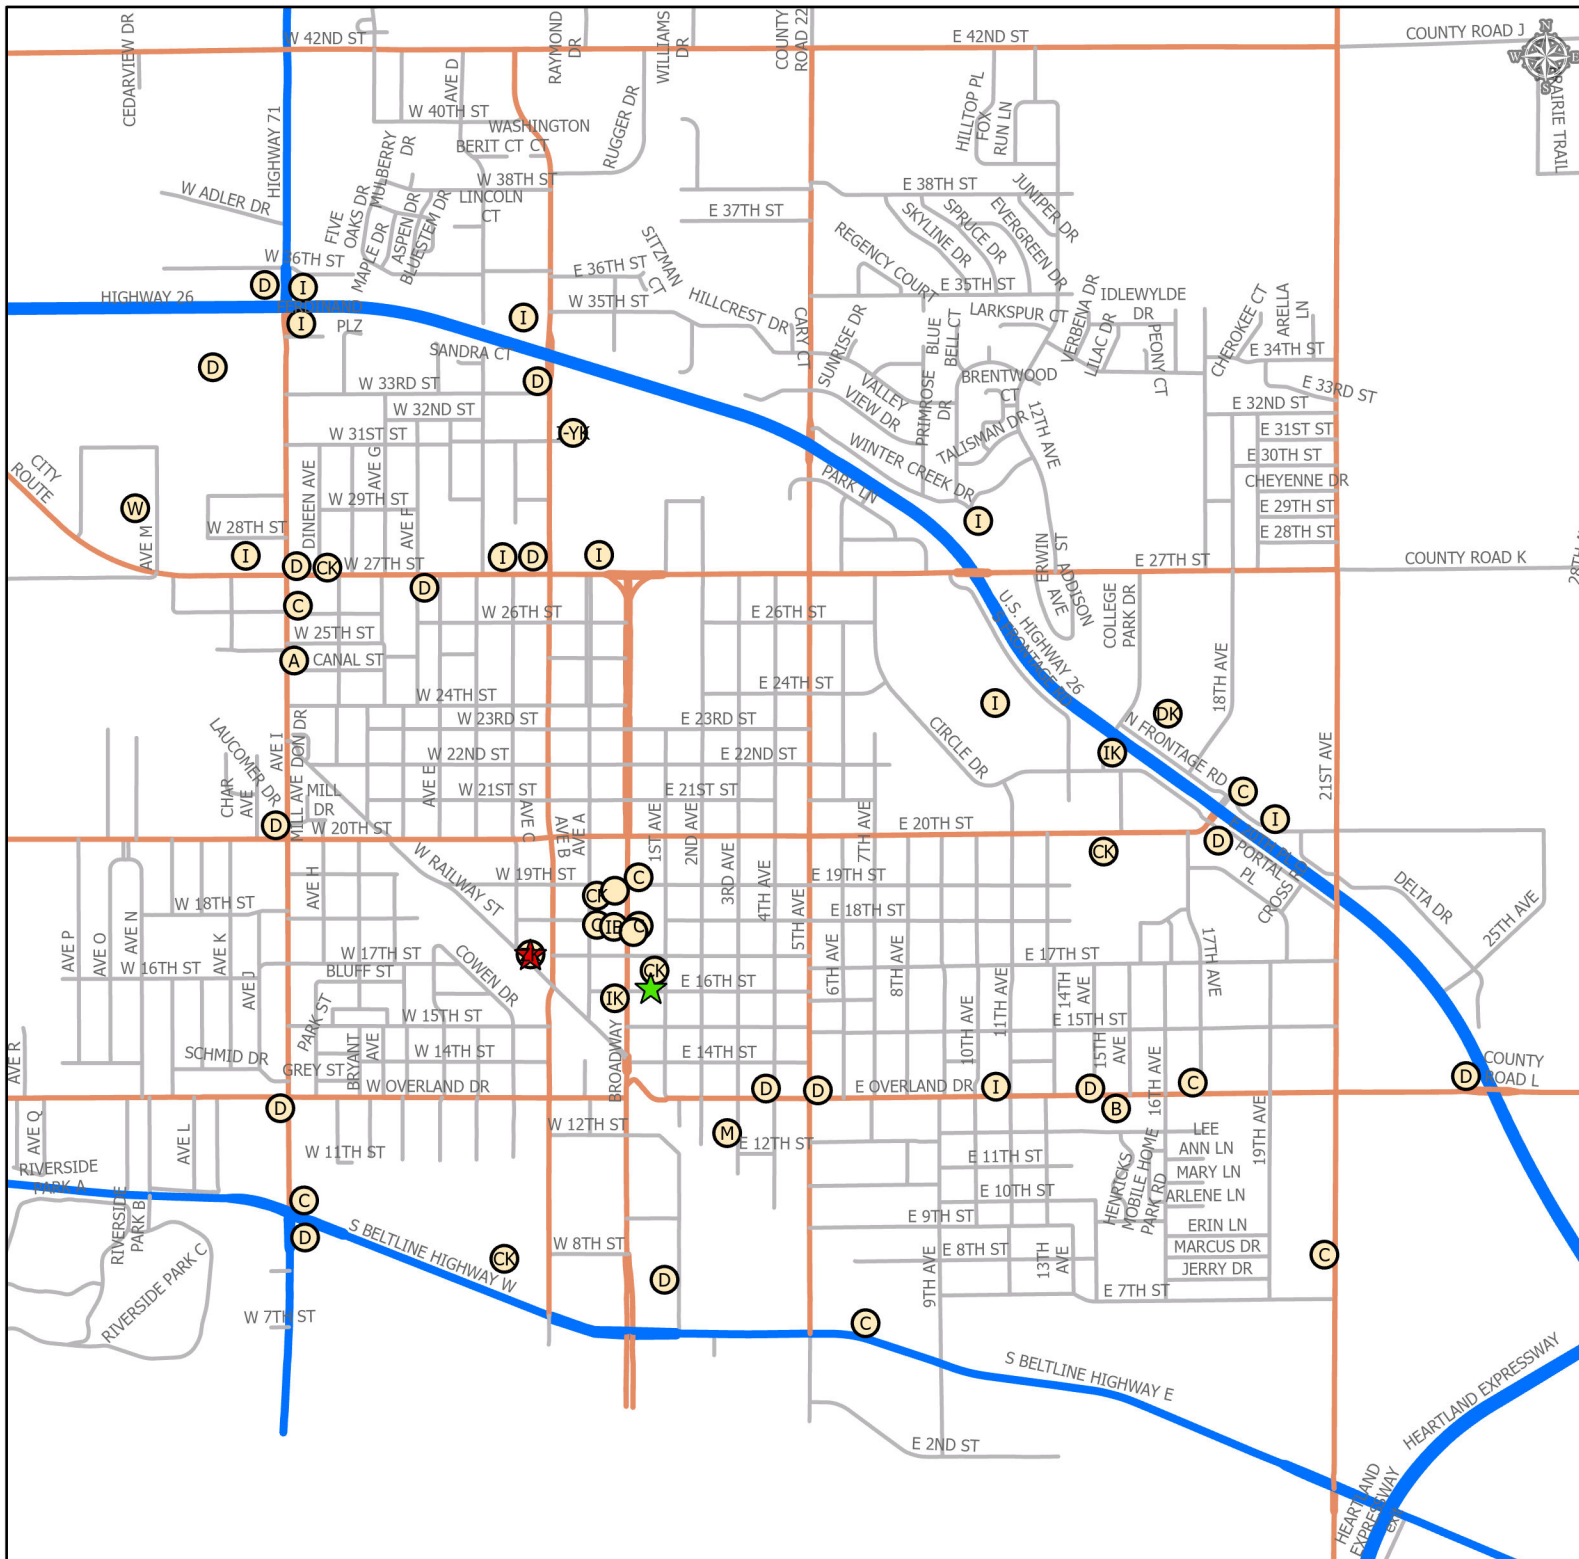 W 42ND ST
RAYMOND
DR
WILLIAMS
DR
COUNTY
ROAD 22
E 42ND ST
COUNTY ROAD J
N
W
E
S
PRAIRIE TRAIL
CEDARVIEW DR
HIGHWAY 71
AVE D
W 40TH ST
WASHINGTON
CT
BERIT CT
RUGGER DR
HILLTOP PL
FOX
RUN LN
MULBERRY
DR
W 38TH ST
LINCOLN
CT
W ADLER DR
FIVE
OAKS DR
MAPLE DR
ASPEN DR
BLUESTEM DR
E 38TH ST
E 37TH ST
JUNIPER DR
EVERGREEN DR
SPRUCE DR
SKYLINE DR
REGENCY COURT
W 36TH ST
E 36TH ST
SITZMAN
CT
E 35TH ST
W 35TH ST
HILLCREST DR
CARY CT
HIGHWAY 26
D
I
I
I
PLZ
SANDRA CT
D
D
W 33RD ST
W 32ND ST
W 31ST ST
I-YK
SUNRISE DR
BLUE
BELL CT
LARKSPUR CT
VERBENA DR
LILAC DR
IDLEWYLDE
DR
PEONY CT
CHEROKEE CT
ARELLA
LN
E 34TH ST
E 33RD ST
VALLEY
VIEW DR
PRIMROSE
DR
BRENTWOOD
CT
TALISMAN DR
12TH AVE
E 32ND ST
E 31ST ST
E 30TH ST
CHEYENNE DR
E 29TH ST
E 28TH ST
WINTER CREEK DR
PARK LN
I
CITY
ROUTE
W
AVE M
DINEEN AVE
AVE G
W 29TH ST
AVE F
W 28TH ST
I
D
CK
W 27TH ST
I
D
I
D
C
W 26TH ST
E 26TH ST
W 25TH ST
A
CANAL ST
ERWIN
ST
ADDISON
AVE
E 27TH ST
COUNTY ROAD K
COLLEGE
PARK DR
U.S. HIGHWAY 26
S FRONTAGE RD
18TH AVE
W 24TH ST
E 24TH ST
I
DK
IK
N FRONTAGE RD
W 23RD ST
E 23RD ST
CIRCLE DR
21ST AVE
LAUCOMER DR
AVE I
DON DR
MILL AVE
CHAR
AVE
MILL
DR
W 22ND ST
E 22ND ST
AVE E
W 21ST ST
E 21ST ST
AVE C
AVE B
AVE A
1ST AVE
2ND AVE
7TH AVE
D
W 20TH ST
E 20TH ST
C
I
D
CK
PORTAL
PL
CROSS RD
DELTA DR
25TH AVE
W RAILWAY ST
W 19TH ST
E 19TH ST
CK
C
3RD AVE
4TH AVE
5TH AVE
AVE H
W 18TH ST
E 18TH ST
C
IB
C
AVE P
AVE O
AVE N
AVE K
AVE J
W 17TH ST
E 17TH ST
BLUFF ST
COWEN DR
W 16TH ST
CK
E 16TH ST
IK
6TH AVE
8TH AVE
10TH AVE
11TH AVE
14TH
AVE
17TH AVE
PARK ST
W 15TH ST
E 15TH ST
AVE R
SCHMID DR
GREY ST
BRYANT
AVE
W 14TH ST
E 14TH ST
BROADWAY
15TH
AVE
16TH AVE
W OVERLAND DR
E OVERLAND DR
D
D
D
I
D
B
C
D
COUNTY
ROAD L
AVE Q
AVE L
W 12TH ST
M
E 12TH ST
W 11TH ST
E 11TH ST
LEE
ANN LN
MARY LN
ARLENE LN
ERIN LN
MARCUS DR
JERRY DR
HENRICKS
MOBILE HOME
PARK RD
19TH AVE
RIVERSIDE
PARK A
RIVERSIDE
PARK B
RIVERSIDE PARK C
C
D
E 10TH ST
E 9TH ST
E 8TH ST
9TH AVE
13TH
AVE
E 7TH ST
S BELTLINE HIGHWAY W
CK
W 8TH ST
D
W 7TH ST
C
C
S BELTLINE HIGHWAY E
E 2ND ST
HEARTLAND EXPRESSWAY
HEARTLAND
EXPRESSWAY